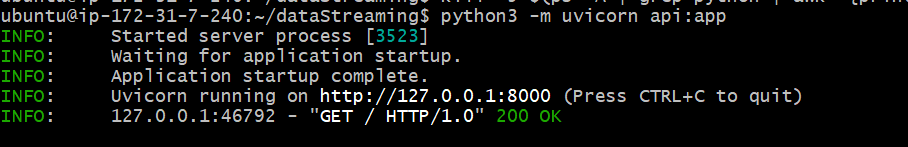 ubuntu@ip-172-31-7-240:~/dataStreaming$ python3 -m uvicorn api:app
INFO:     Started server process [3523]
INFO:     Waiting for application startup.
INFO:     Application startup complete.
INFO:     Uvicorn running on http://127.0.0.1:8000 (Press CTRL+C to quit)
INFO:     127.0.0.1:46792 - "GET / HTTP/1.0" 200 OK